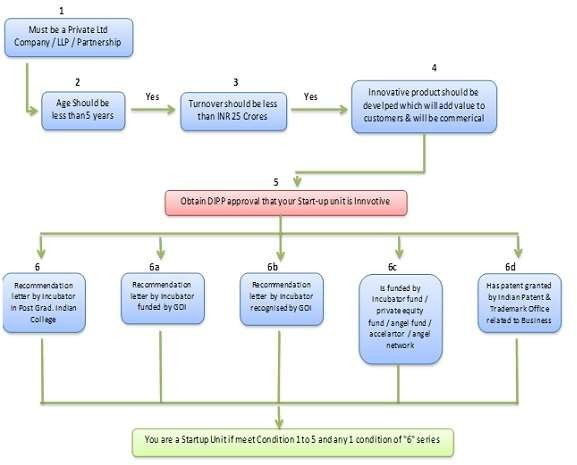 1
Must be a Private Ltd
Company / LLP / Partnership
2
Age Should be
less than 5 years
Yes
3
Turnover should be less
than INR 25 Crores
Yes
4
Innovative product should be
develped which will add value to
customers & will be commerical
5
Obtain DIPP approval that your Start-up unit is Innvotive
6
Recommendation
letter by Incubator
in Post Grad. Indian
College
6a
Recommendation
letter by Incubator
funded by GOI
6b
Recommendation
letter by Incubator
recognised by GOI
6c
Is funded by
Incubator fund /
private equity
fund / angel fund /
accelartor / angel
network
6d
Has patent granted
by Indian Patent &
Trademark Office
related to Business
You are a Startup Unit if meet Condition 1 to 5 and any 1 condition of "6" series